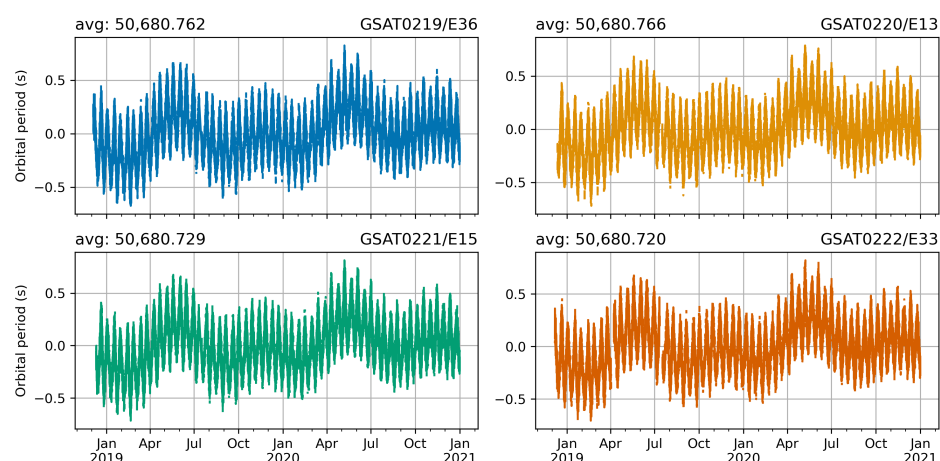 avg: 50,680.762 GSAT0219/E36
avg: 50,680.766 GSAT0220/E13
Orbital period (s)
0.5
0.0
−0.5
0.5
0.0
−0.5
avg: 50,680.729 GSAT0221/E15
avg: 50,680.720 GSAT0222/E33
Orbital period (s)
0.5
0.0
−0.5
0.5
0.0
−0.5
Jan Apr Jul Oct Jan Apr Jul Oct Jan
2019 2020 2021
Jan Apr Jul Oct Jan Apr Jul Oct Jan
2019 2020 2021